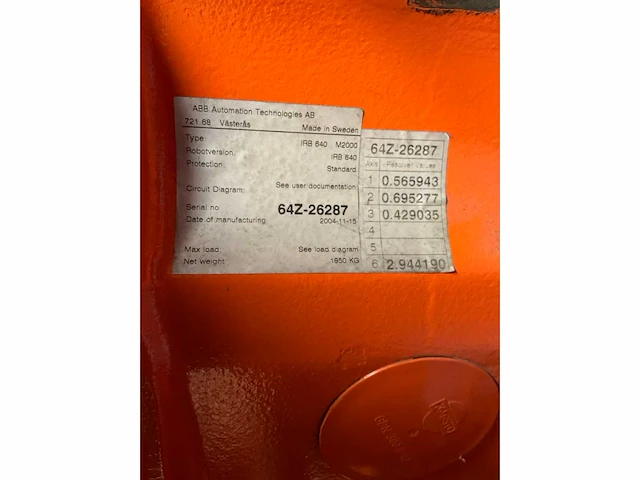 ABB Automation Technologies AB
721 68 Västerås Made in Sweden
Type: IRB 640 M2000
Robotversion: IRB 640
Protection: Standard
Circuit Diagram: See user documentation
Serial no 64Z-26287
Date of manufacturing 2004-11-15
Max load: See load diagram
Net weight 1650 KG
64Z-26287
Axis Resolver values
1 0.565943
2 0.695277
3 0.429035
4
5
6 2.944190